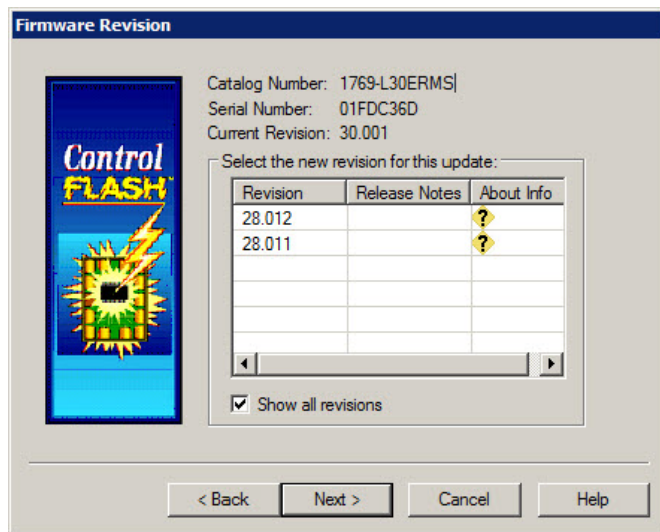 Firmware Revision
Catalog Number: 1769-L30ERMS
Serial Number: 01FDC36D
Current Revision: 30.001
Control
FLASH
Select the new revision for this update:
Revision Release Notes About Info
28.012 ?
28.011 ?
Show all revisions
< Back Next > Cancel Help